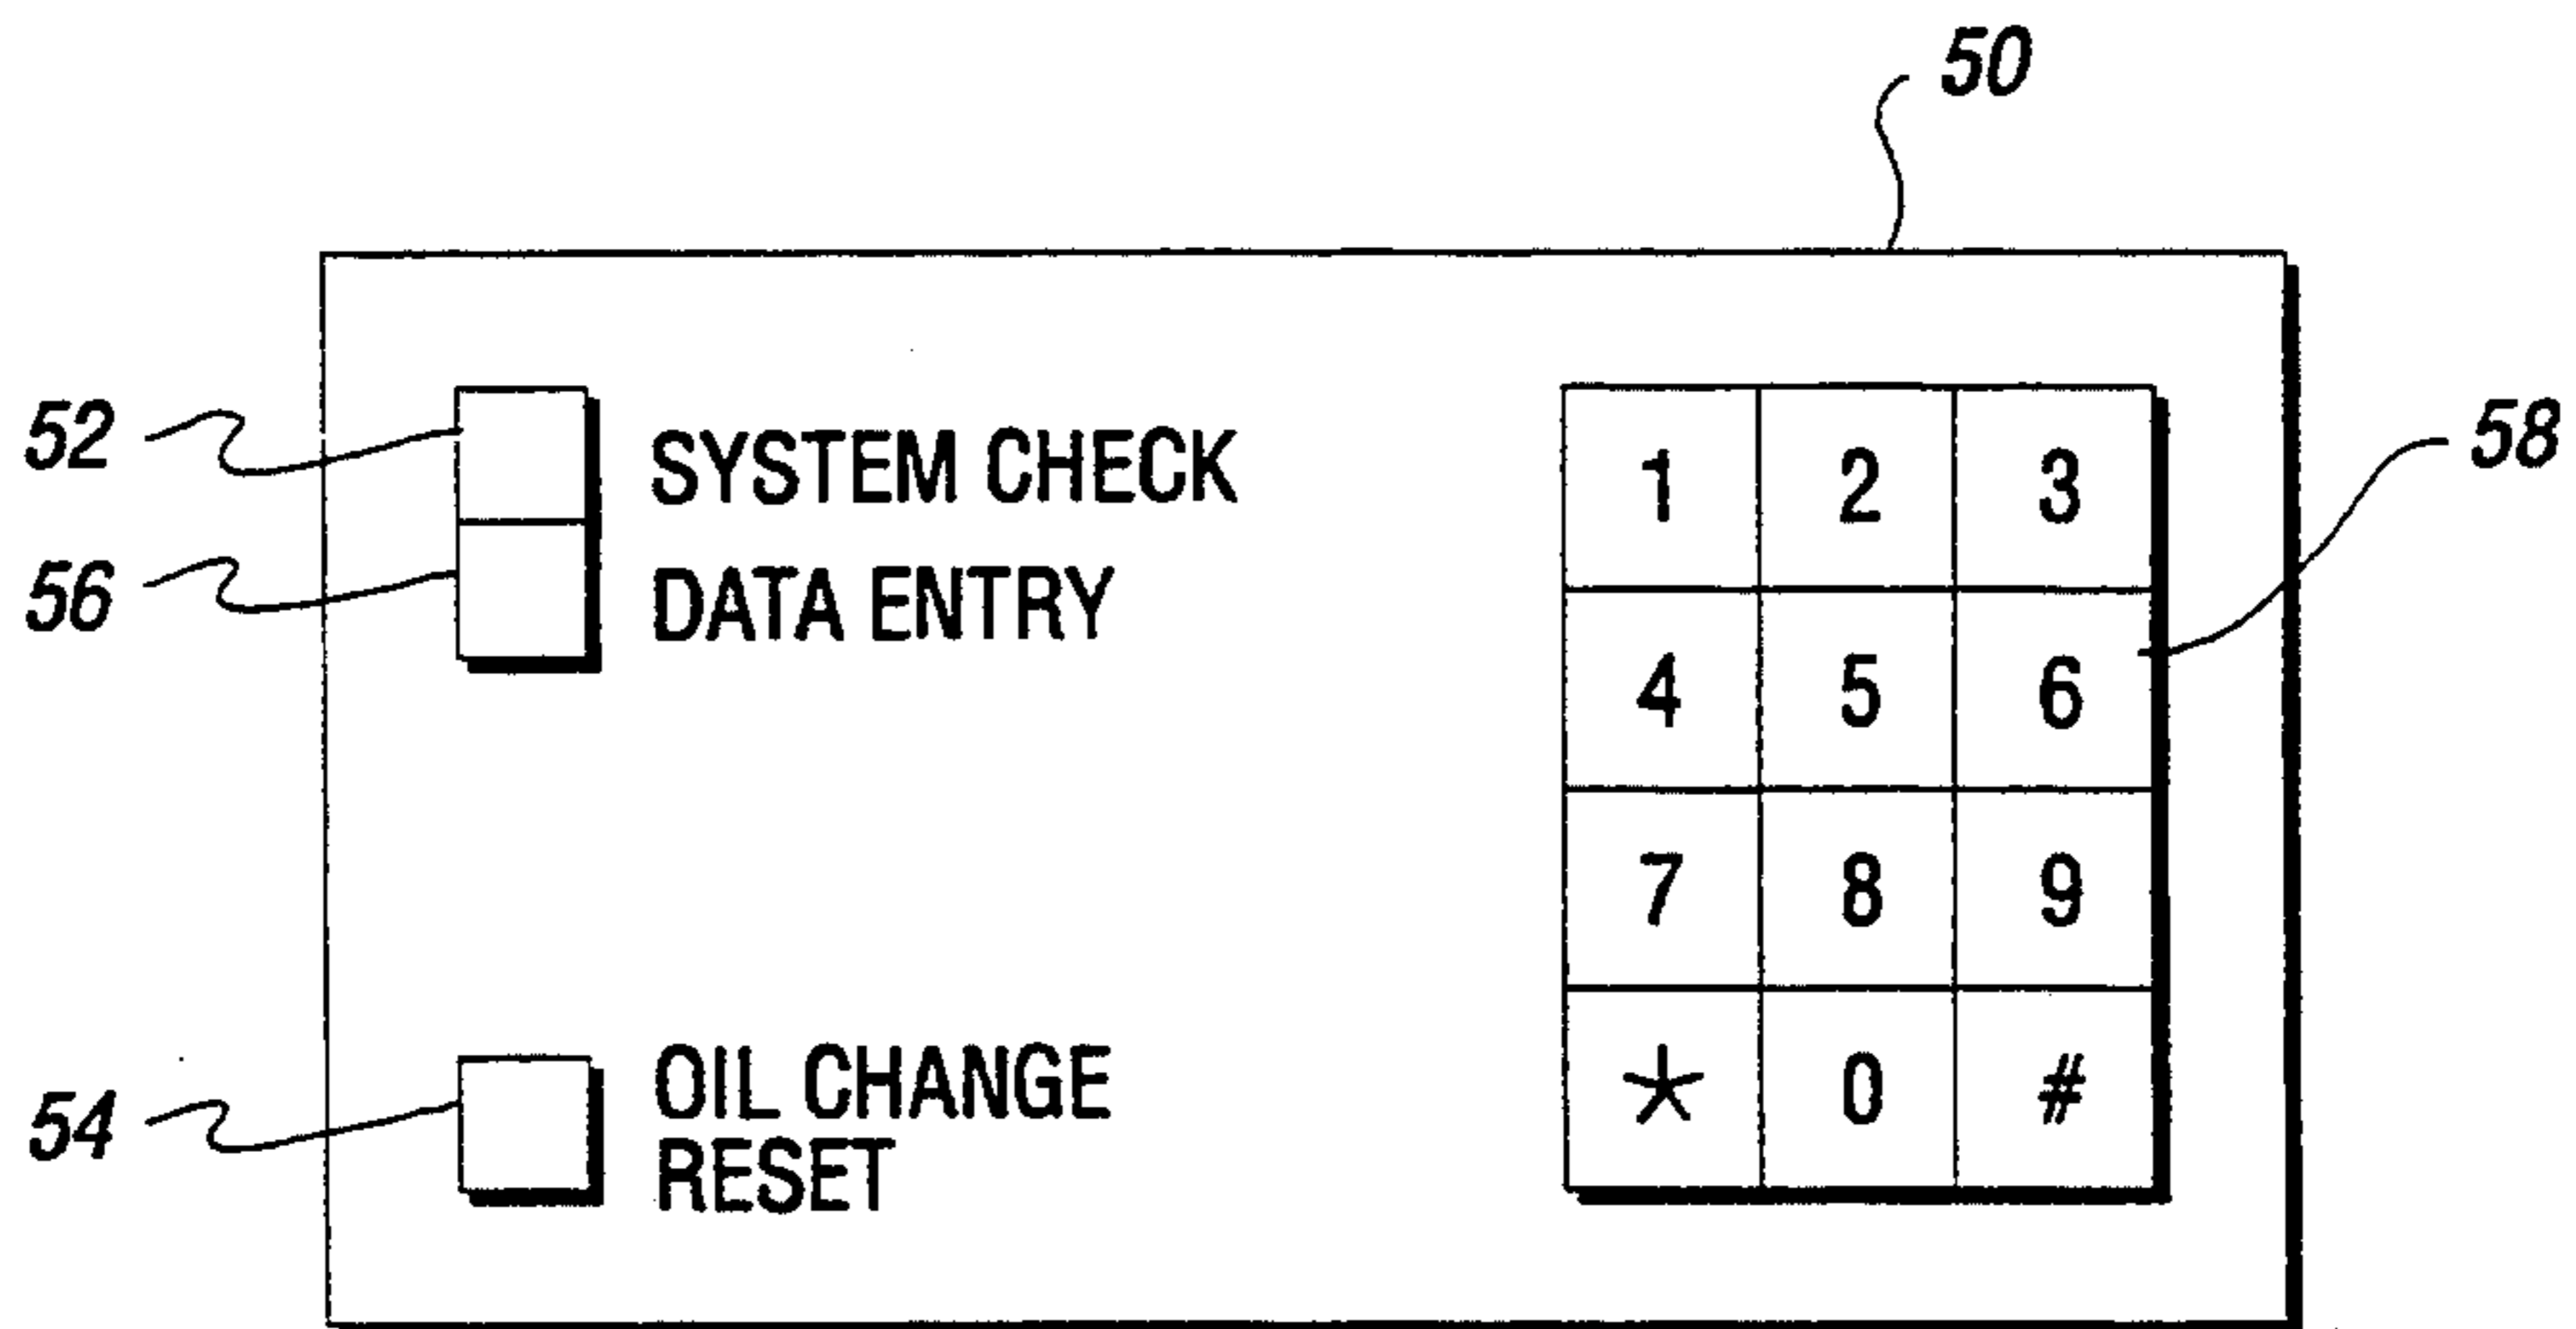 50
52
SYSTEM CHECK
56
DATA ENTRY
54
OIL CHANGE
RESET
1 2 3
4 5 6
7 8 9
* 0 #
58